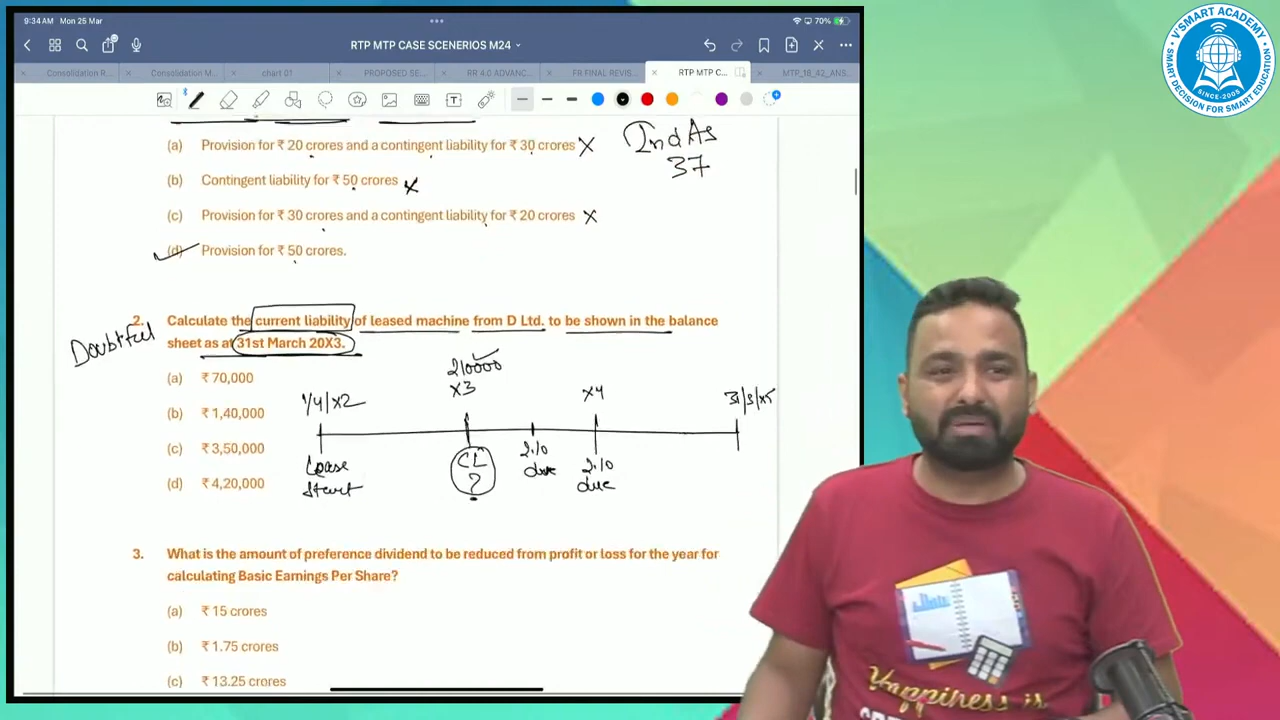 9:34 AM Mon 25 Mar
70%
RTP MTP CASE SCENERIOS M24
Consolidation R...
Consolidation M...
chart 01
PROPOSED SE...
RR 4.0 ADVANC...
FR FINAL REVIS...
RTP MTP C...
MTP_18_42_ANS...
(a) Provision for ₹ 20 crores and a contingent liability for ₹ 30 crores X
Ind As
37
(b) Contingent liability for ₹ 50 crores X
(c) Provision for ₹ 30 crores and a contingent liability for ₹ 20 crores X
(d) Provision for ₹ 50 crores.
Doubtful
2. Calculate the current liability of leased machine from D Ltd. to be shown in the balance
sheet as at 31st March 20X3.
(a) ₹ 70,000
(b) ₹ 1,40,000
(c) ₹ 3,50,000
(d) ₹ 4,20,000
210000
1/4/X2
X3
X4
31/3/X5
Lease
Start
CL
?
2.10
due
2.10
due
3. What is the amount of preference dividend to be reduced from profit or loss for the year for
calculating Basic Earnings Per Share?
(a) ₹ 15 crores
(b) ₹ 1.75 crores
(c) ₹ 13.25 crores
V'SMART ACADEMY
SMART DECISION FOR SMART EDUCATION
SINCE-2005
Happiness is